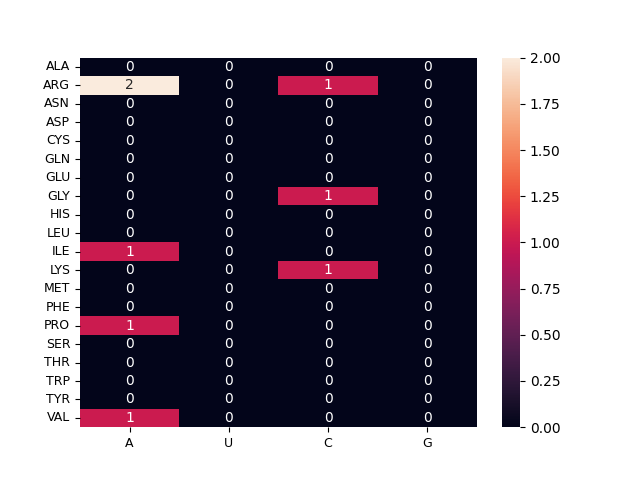 ALA 0 0 0 0
ARG 2 0 1 0
ASN 0 0 0 0
ASP 0 0 0 0
CYS 0 0 0 0
GLN 0 0 0 0
GLU 0 0 0 0
GLY 0 0 1 0
HIS 0 0 0 0
LEU 0 0 0 0
ILE 1 0 0 0
LYS 0 0 1 0
MET 0 0 0 0
PHE 0 0 0 0
PRO 1 0 0 0
SER 0 0 0 0
THR 0 0 0 0
TRP 0 0 0 0
TYR 0 0 0 0
VAL 1 0 0 0
A U C G
2.00
1.75
1.50
1.25
1.00
0.75
0.50
0.25
0.00